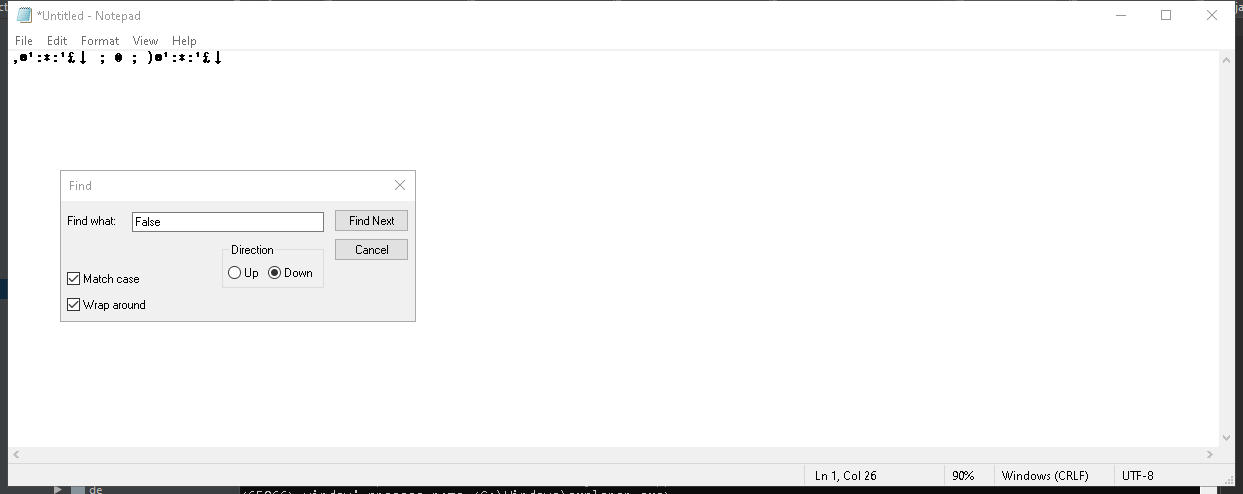 *Untitled - Notepad
File Edit Format View Help
Find
Find what: False Find Next
Direction Cancel
Up Down
Match case
Wrap around
Ln 1, Col 26 90% Windows (CRLF) UTF-8
de